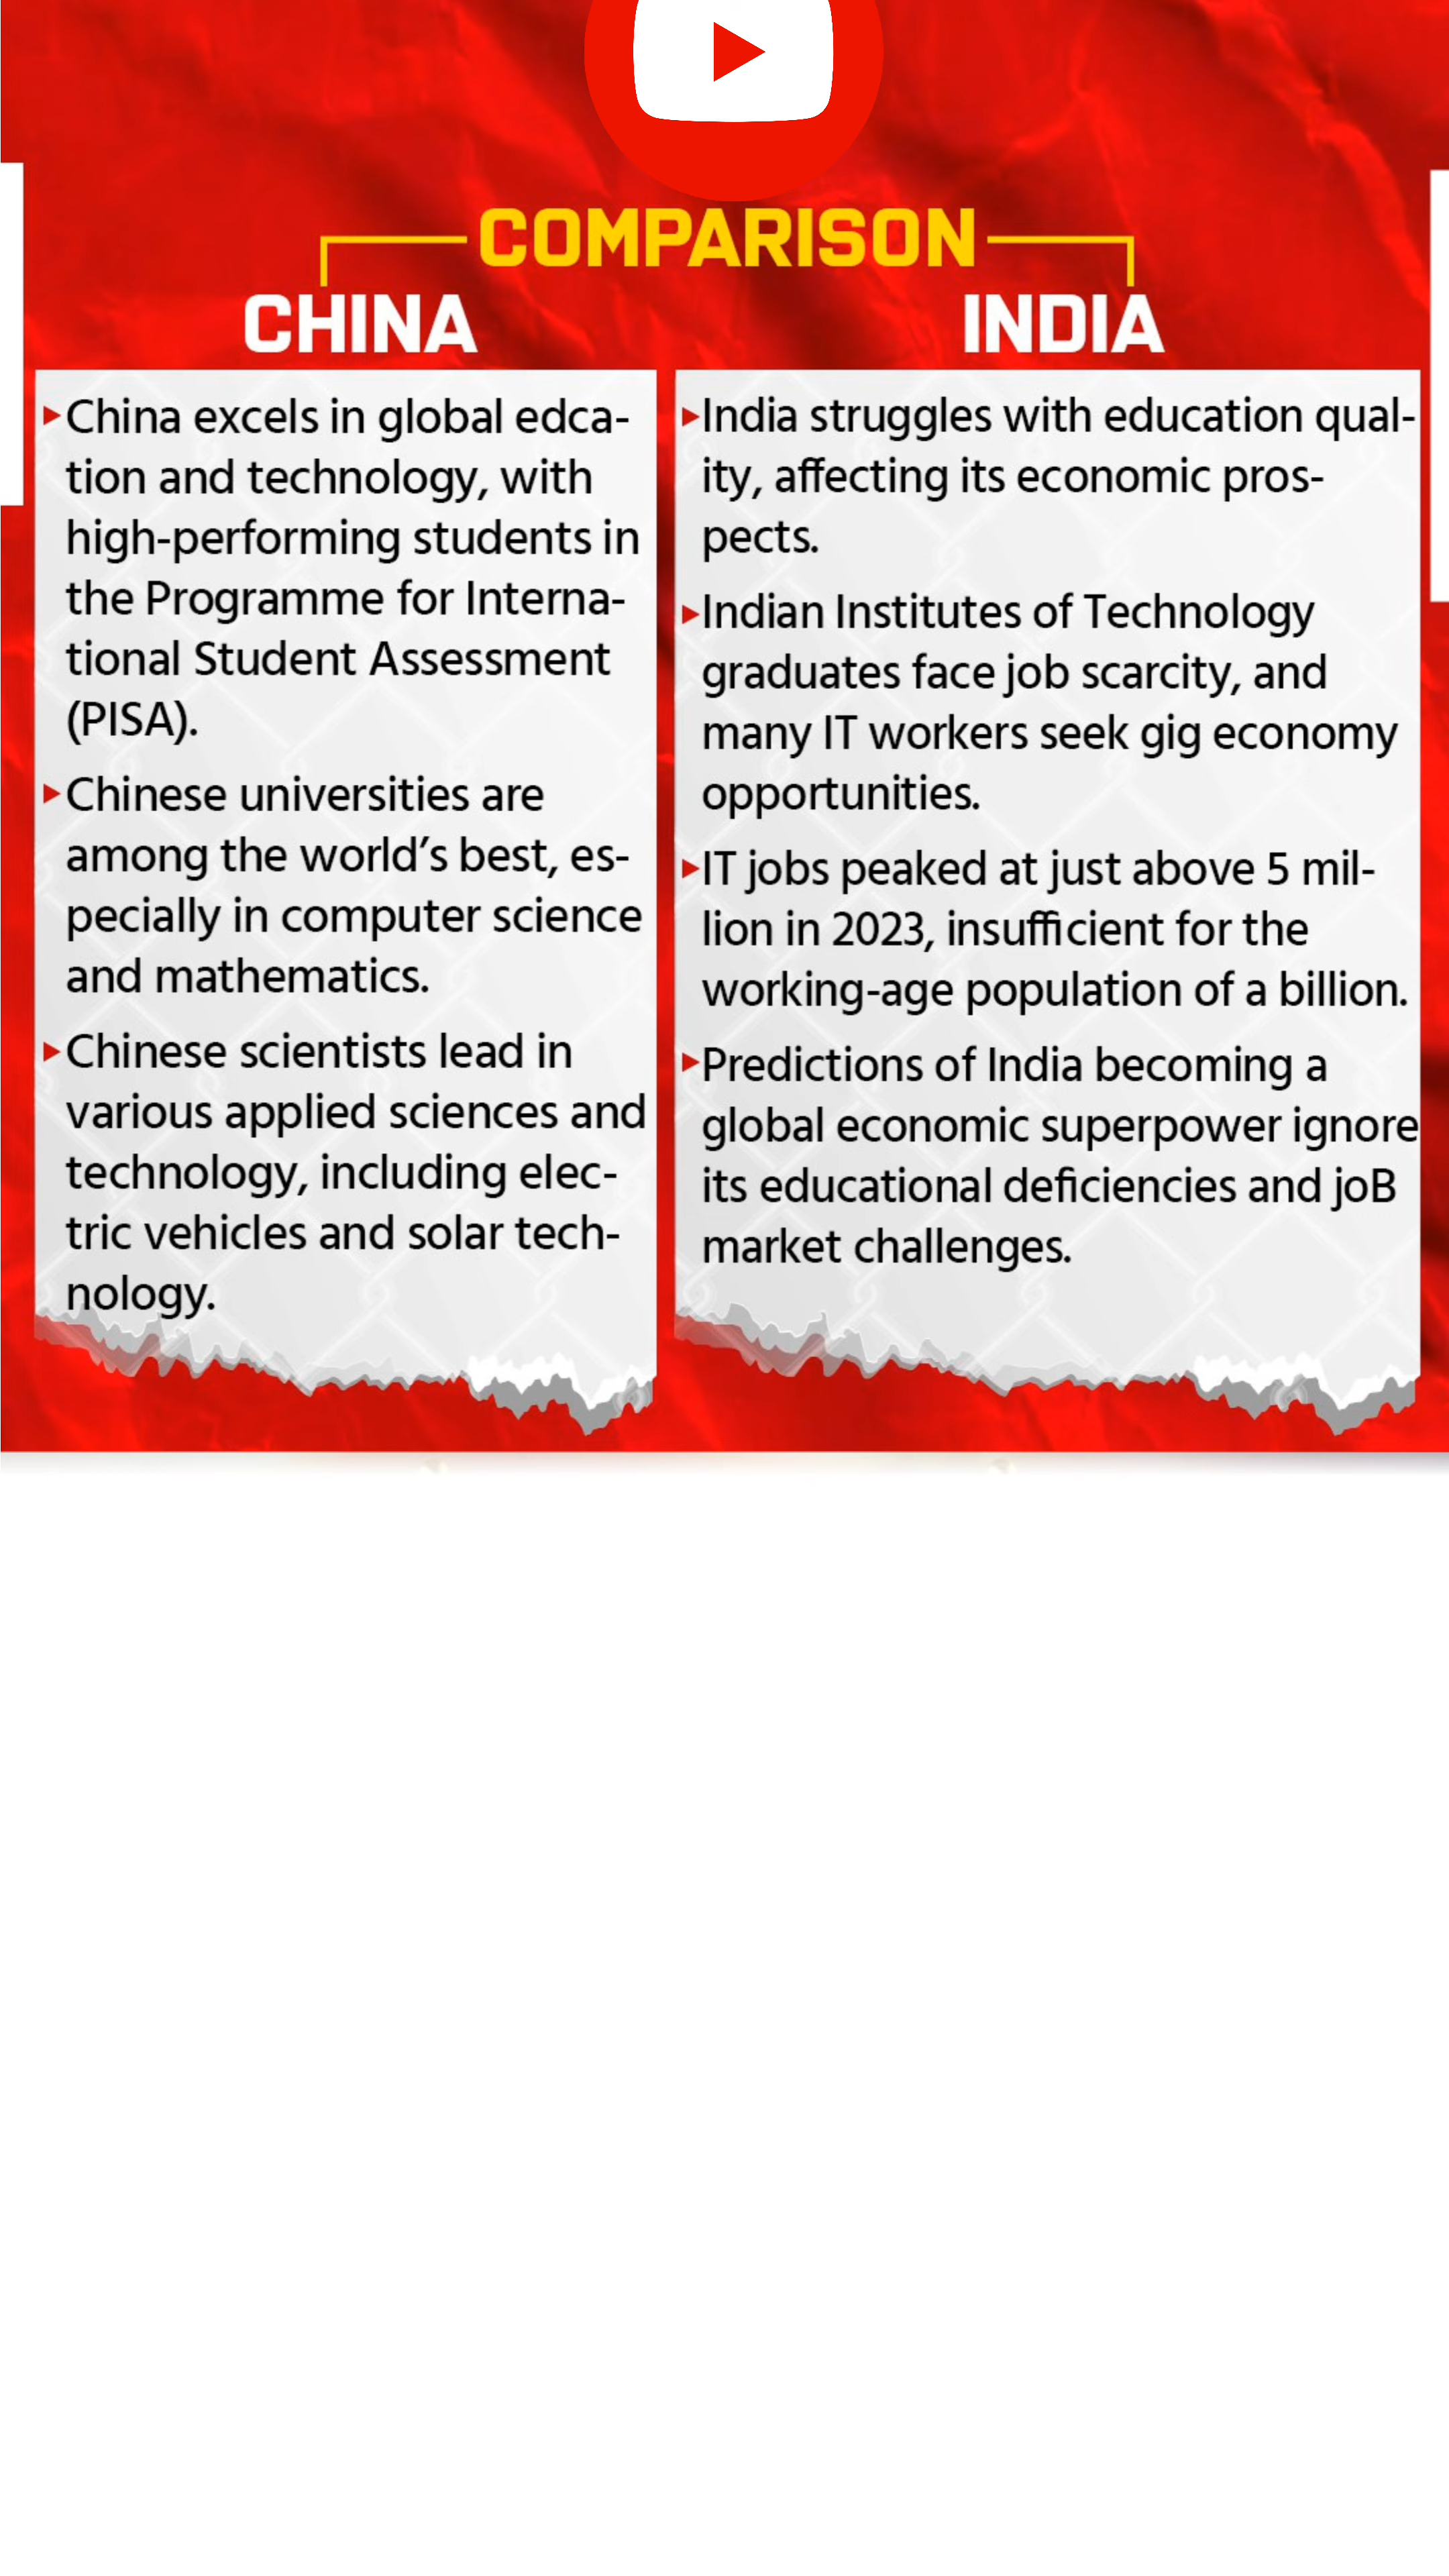 COMPARISON
CHINA
INDIA
China excels in global edca-
tion and technology, with
high-performing students in
the Programme for Interna-
tional Student Assessment
(PISA).
Chinese universities are
among the world's best, es-
pecially in computer science
and mathematics.
Chinese scientists lead in
various applied sciences and
technology, including elec-
tric vehicles and solar tech-
nology.
India struggles with education qual-
ity, affecting its economic pros-
pects.
Indian Institutes of Technology
graduates face job scarcity, and
many IT workers seek gig economy
opportunities.
IT jobs peaked at just above 5 mil-
lion in 2023, insufficient for the
working-age population of a billion.
Predictions of India becoming a
global economic superpower ignore
its educational deficiencies and joB
market challenges.